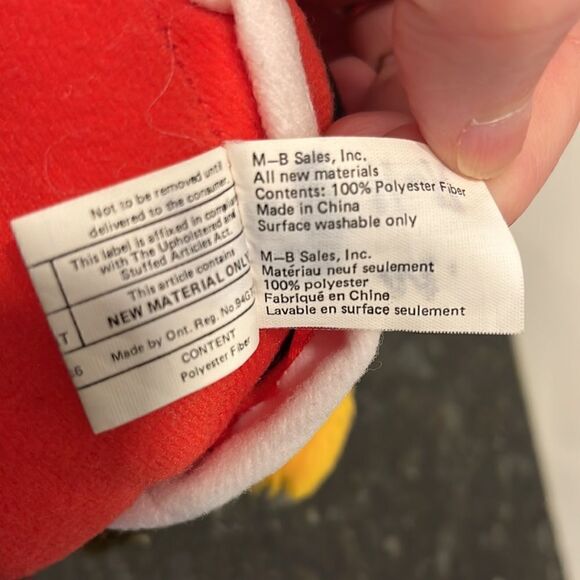 Not to be removed until
delivered to the consumer
This label is affixed in
with The Upholstered and
Stuffed Articles Act.
This article contains
NEW MATERIAL ONLY
Made by Ont. Reg. No.
CONTENT
Polyester Fiber
M–B Sales, Inc.
All new materials
Contents: 100% Polyester Fiber
Made in China
Surface washable only
M–B Sales, Inc.
Matériau neuf seulement
100% polyester
Fabriqué en Chine
Lavable en surface seulement